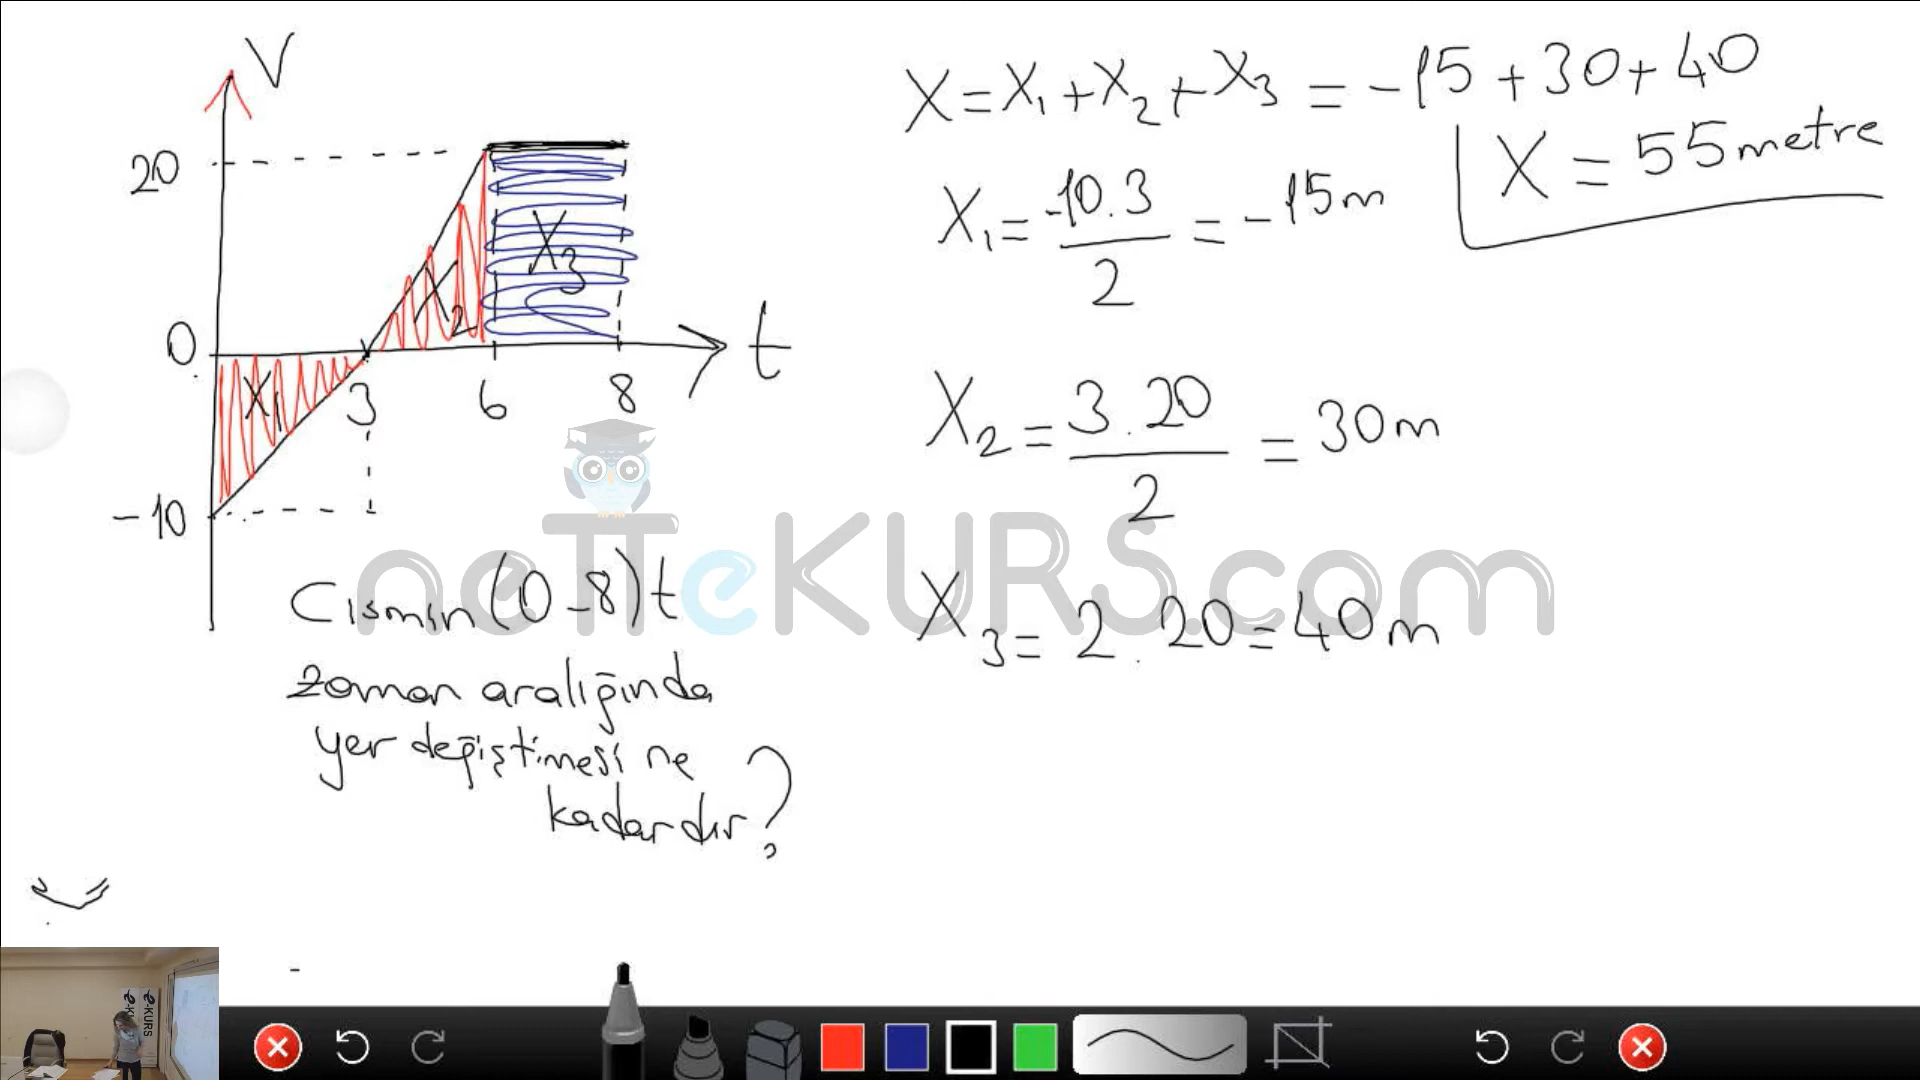 V
20
0
-10
3
6
8
t
X1
X2
X3
Cismin (0-8)t
zaman aralığında
yer değiştimesi ne
kadardır?
X = X1 + X2 + X3 = -15 + 30 + 40
X = 55 metre
X1 = -10.3 / 2 = -15m
X2 = 3.20 / 2 = 30m
X3 = 2.20 = 40m
neTTeKURS.com
e-KURS